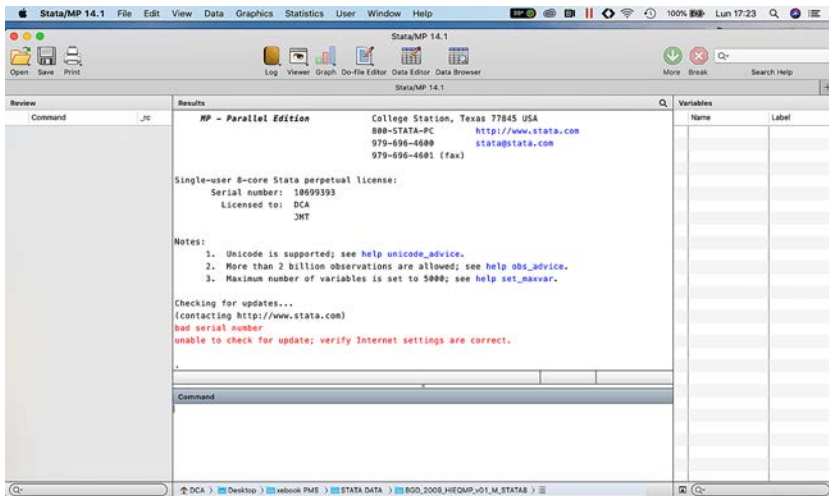 Stata/MP 14.1 File Edit View Data Graphics Statistics User Window Help 100% Lun 17:23
Stata/MP 14.1
Open Save Print Log Viewer Graph Do-file Editor Data Editor Data Browser More Break Search Help
Stata/MP 14.1
Review Results Variables
Command _rc Name Label
MP - Parallel Edition College Station, Texas 77845 USA
800-STATA-PC http://www.stata.com
979-696-4600 stata@stata.com
979-696-4601 (fax)
Single-user 8-core Stata perpetual license:
Serial number: 10699393
Licensed to: DCA
JMT
Notes:
1. Unicode is supported; see help unicode_advice.
2. More than 2 billion observations are allowed; see help obs_advice.
3. Maximum number of variables is set to 5000; see help set_maxvar.
Checking for updates...
(contacting http://www.stata.com)
bad serial number
unable to check for update; verify Internet settings are correct.
.
Command
DCA Desktop xebook PMS STATA DATA BGD_2009_HIEQMP_v01_M_STATA8